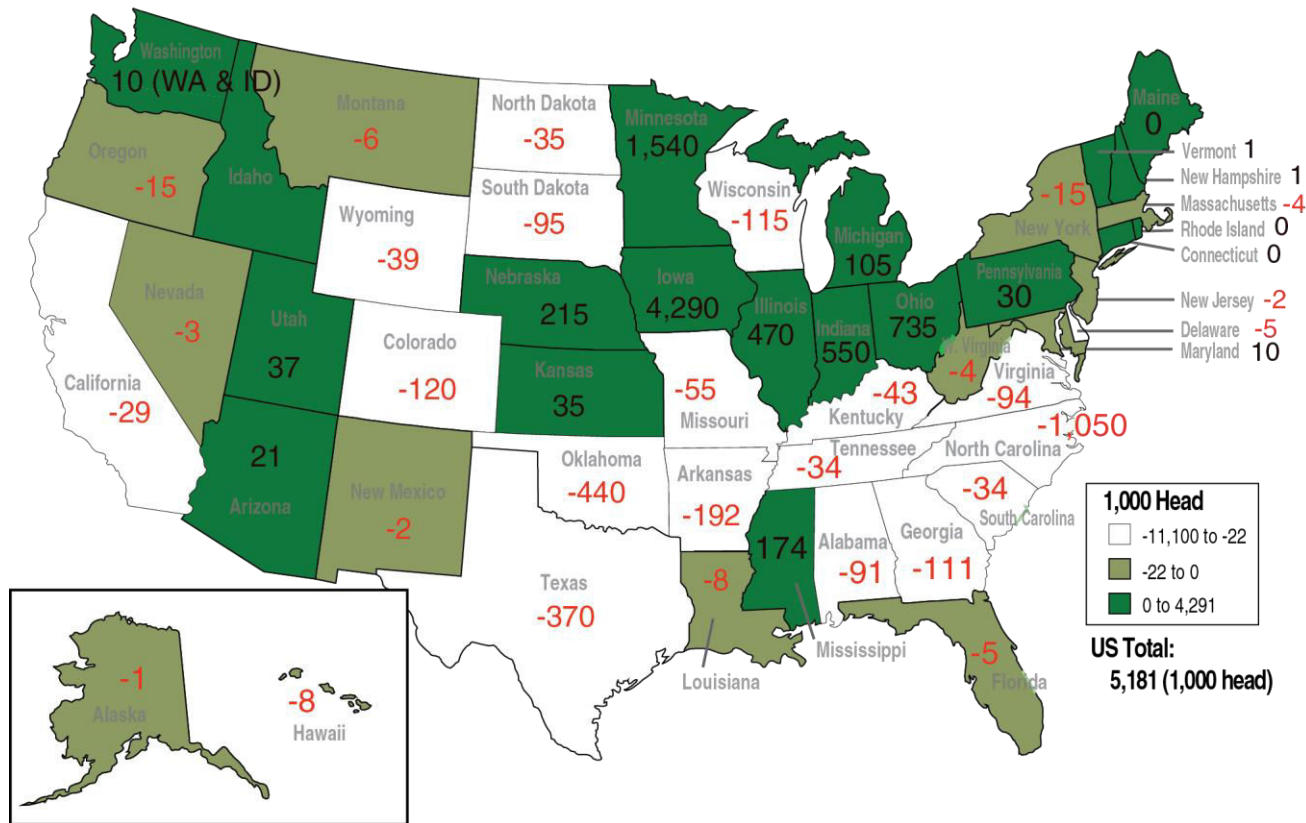 Washington
10 (WA & ID)
Montana
-6
North Dakota
-35
Minnesota
1,540
Maine
0
Oregon
-15
Idaho
Vermont 1
New Hampshire 1
Massachusetts -4
Rhode Island 0
Connecticut 0
South Dakota
-95
Wisconsin
-115
-15
New York
Wyoming
-39
Michigan
105
Nebraska
215
Iowa
4,290
Pennsylvania
30
New Jersey -2
Delaware -5
Maryland 10
Nevada
-3
Utah
37
Illinois
470
Indiana
550
Ohio
735
W. Virginia
-4
Virginia
-94
Colorado
-120
California
-29
Kansas
35
-55
Missouri
-43
Kentucky
-1,050
North Carolina
Tennessee
-34
21
Arizona
New Mexico
-2
Oklahoma
-440
Arkansas
-192
-34
South Carolina
174
Alabama
-91
Georgia
-111
Texas
-370
-8
Louisiana
Mississippi
-5
Florida
1,000 Head
-11,100 to -22
-22 to 0
0 to 4,291
US Total:
5,181 (1,000 head)
-1
Alaska
-8
Hawaii